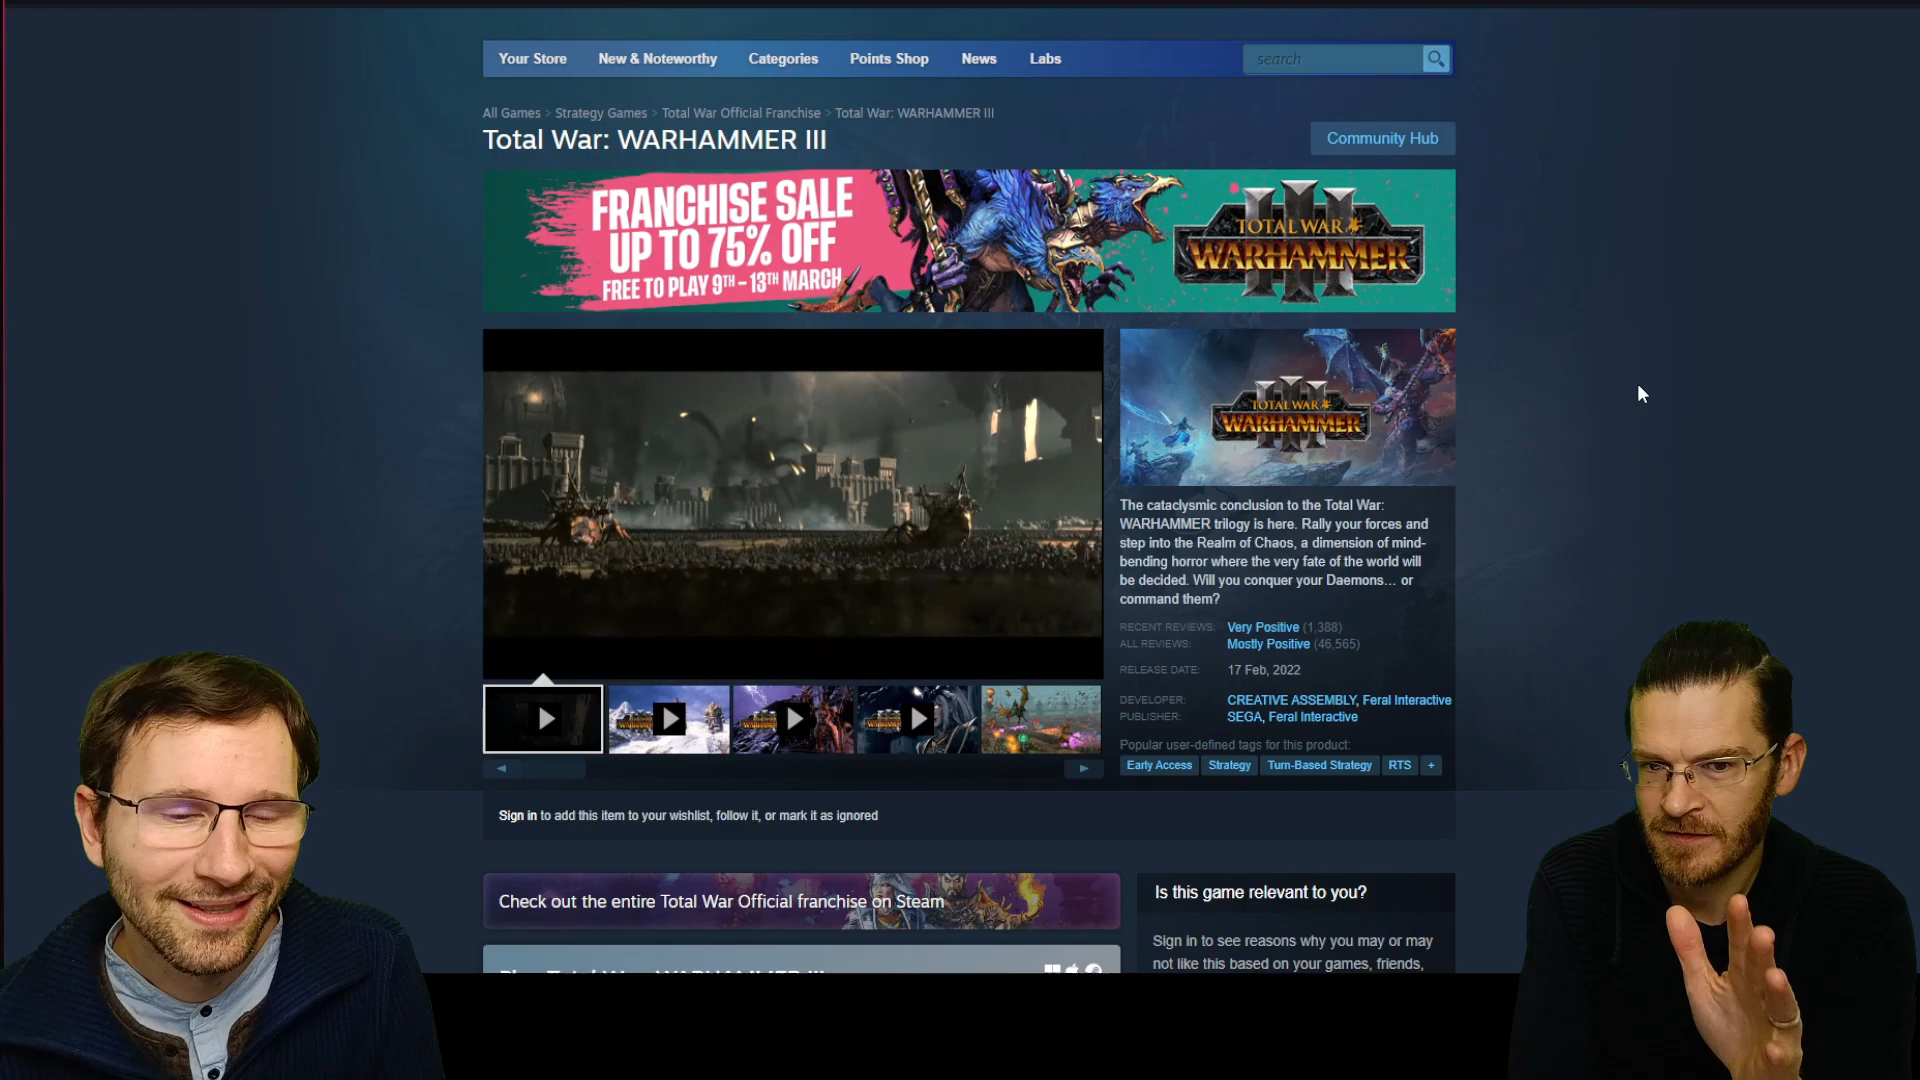 Your Store New & Noteworthy Categories Points Shop News Labs search
All Games > Strategy Games > Total War Official Franchise > Total War: WARHAMMER III
Total War: WARHAMMER III
Community Hub
FRANCHISE SALE
UP TO 75% OFF
FREE TO PLAY 9TH – 13TH MARCH
TOTAL WAR
WARHAMMER
III
TOTAL WAR
WARHAMMER
III
The cataclysmic conclusion to the Total War:
WARHAMMER trilogy is here. Rally your forces and
step into the Realm of Chaos, a dimension of mind-
bending horror where the very fate of the world will
be decided. Will you conquer your Daemons… or
command them?
RECENT REVIEWS: Very Positive (1,388)
ALL REVIEWS: Mostly Positive (46,565)
RELEASE DATE: 17 Feb, 2022
DEVELOPER: CREATIVE ASSEMBLY, Feral Interactive
PUBLISHER: SEGA, Feral Interactive
Popular user-defined tags for this product:
Early Access Strategy Turn-Based Strategy RTS +
Sign in to add this item to your wishlist, follow it, or mark it as ignored
Check out the entire Total War Official franchise on Steam
Is this game relevant to you?
Sign in to see reasons why you may or may
not like this based on your games, friends,
Play Total War: WARHAMMER III